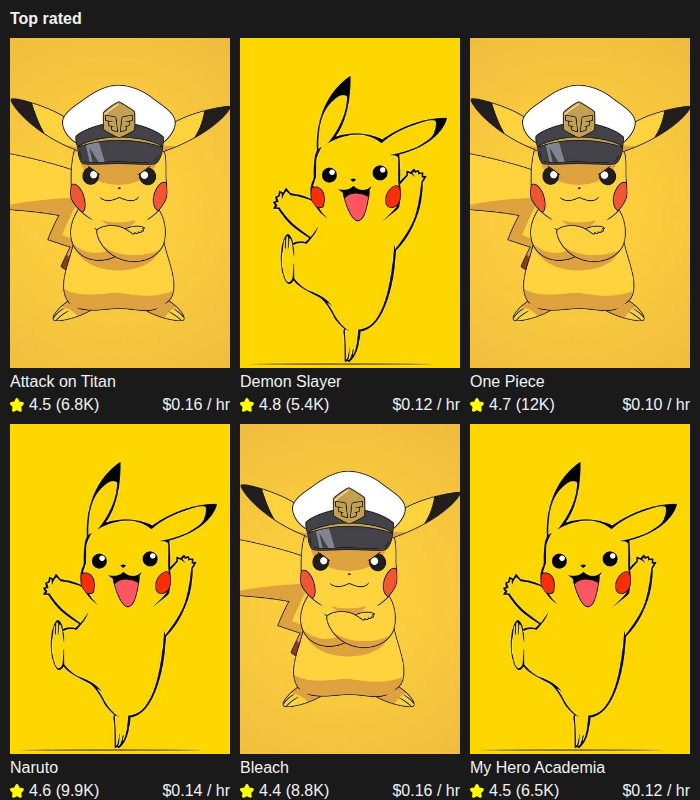 Top rated
Attack on Titan
4.5 (6.8K) $0.16 / hr
Demon Slayer
4.8 (5.4K) $0.12 / hr
One Piece
4.7 (12K) $0.10 / hr
Naruto
4.6 (9.9K) $0.14 / hr
Bleach
4.4 (8.8K) $0.16 / hr
My Hero Academia
4.5 (6.5K) $0.12 / hr